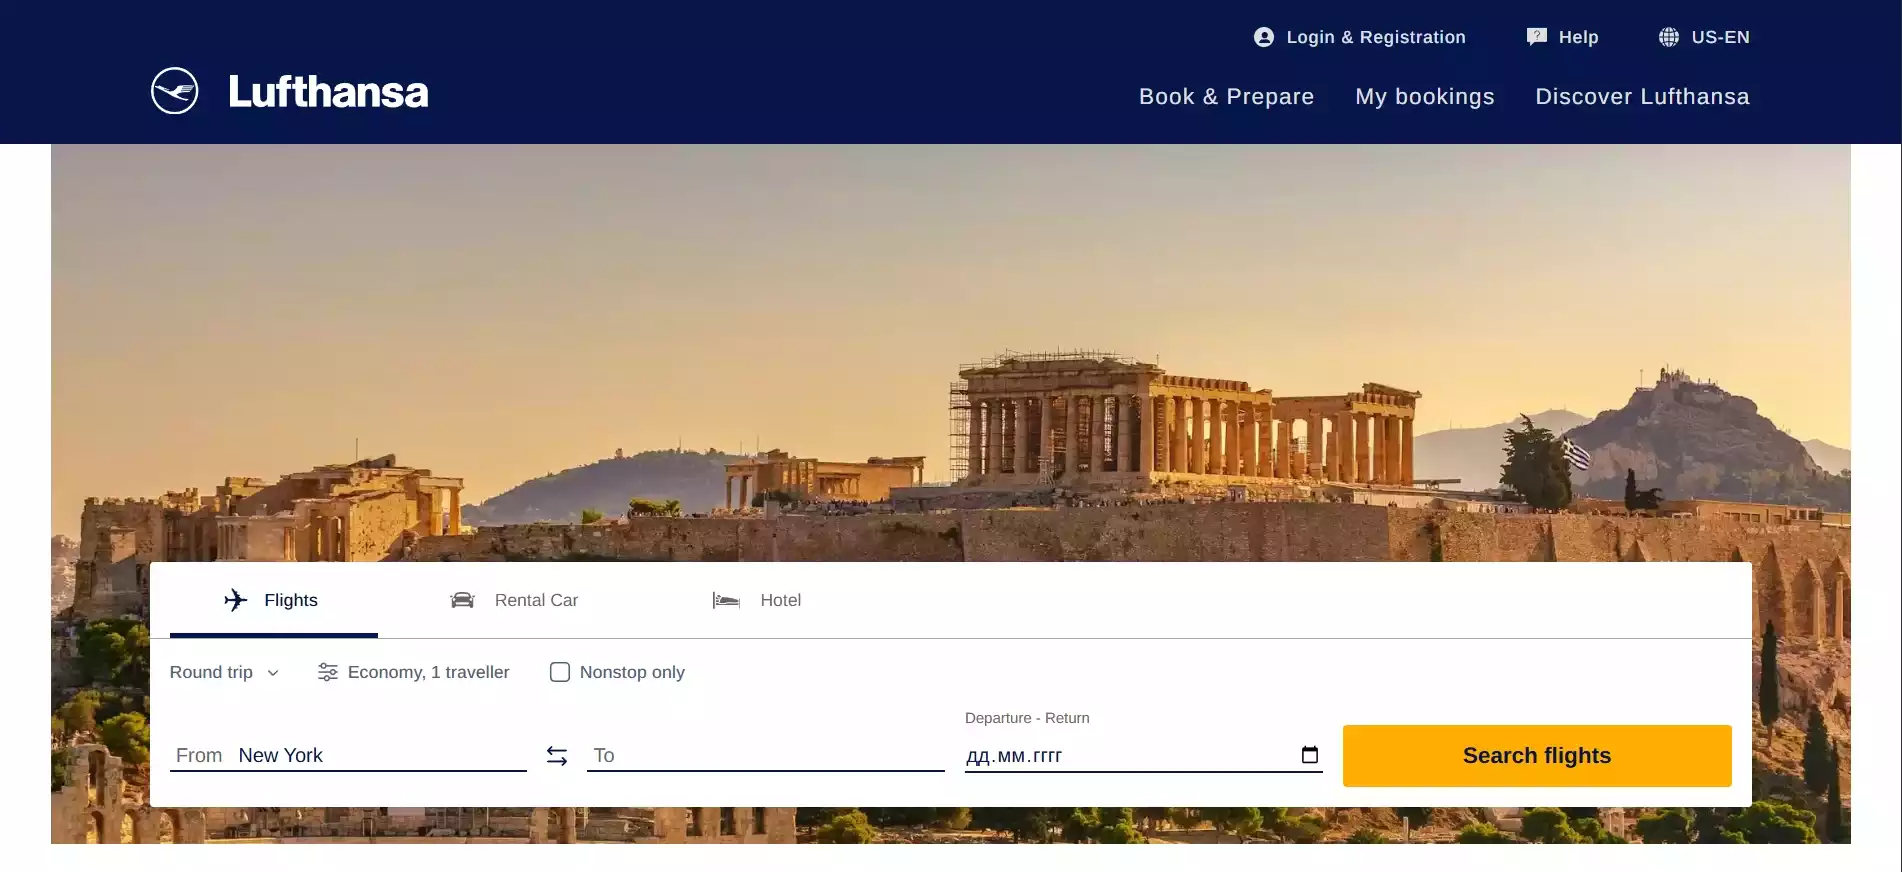 Login & Registration
Help
US-EN
Lufthansa
Book & Prepare
My bookings
Discover Lufthansa
Flights
Rental Car
Hotel
Round trip
Economy, 1 traveller
Nonstop only
Departure - Return
From New York
To
дд.мм.гггг
Search flights